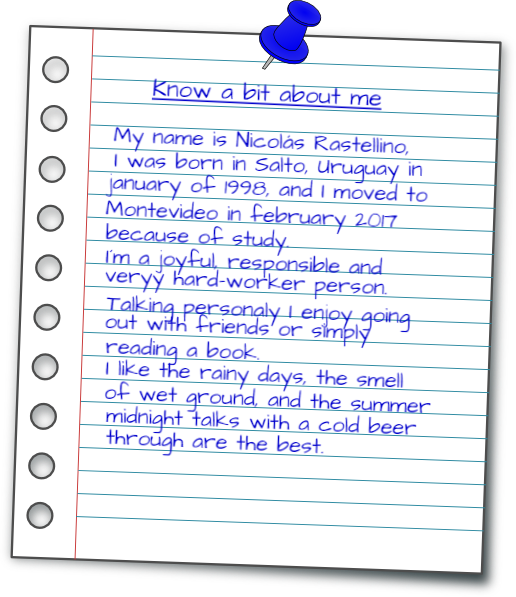 Know a bit about me
My name is Nicolás Rastellino,
I was born in Salto, Uruguay in
january of 1998, and I moved to
Montevideo in february 2017
because of study.
I'm a joyful, responsible and
veryy hard-worker person.
Talking personaly I enjoy going
out with friends or simply
reading a book.
I like the rainy days, the smell
of wet ground, and the summer
midnight talks with a cold beer
through are the best.